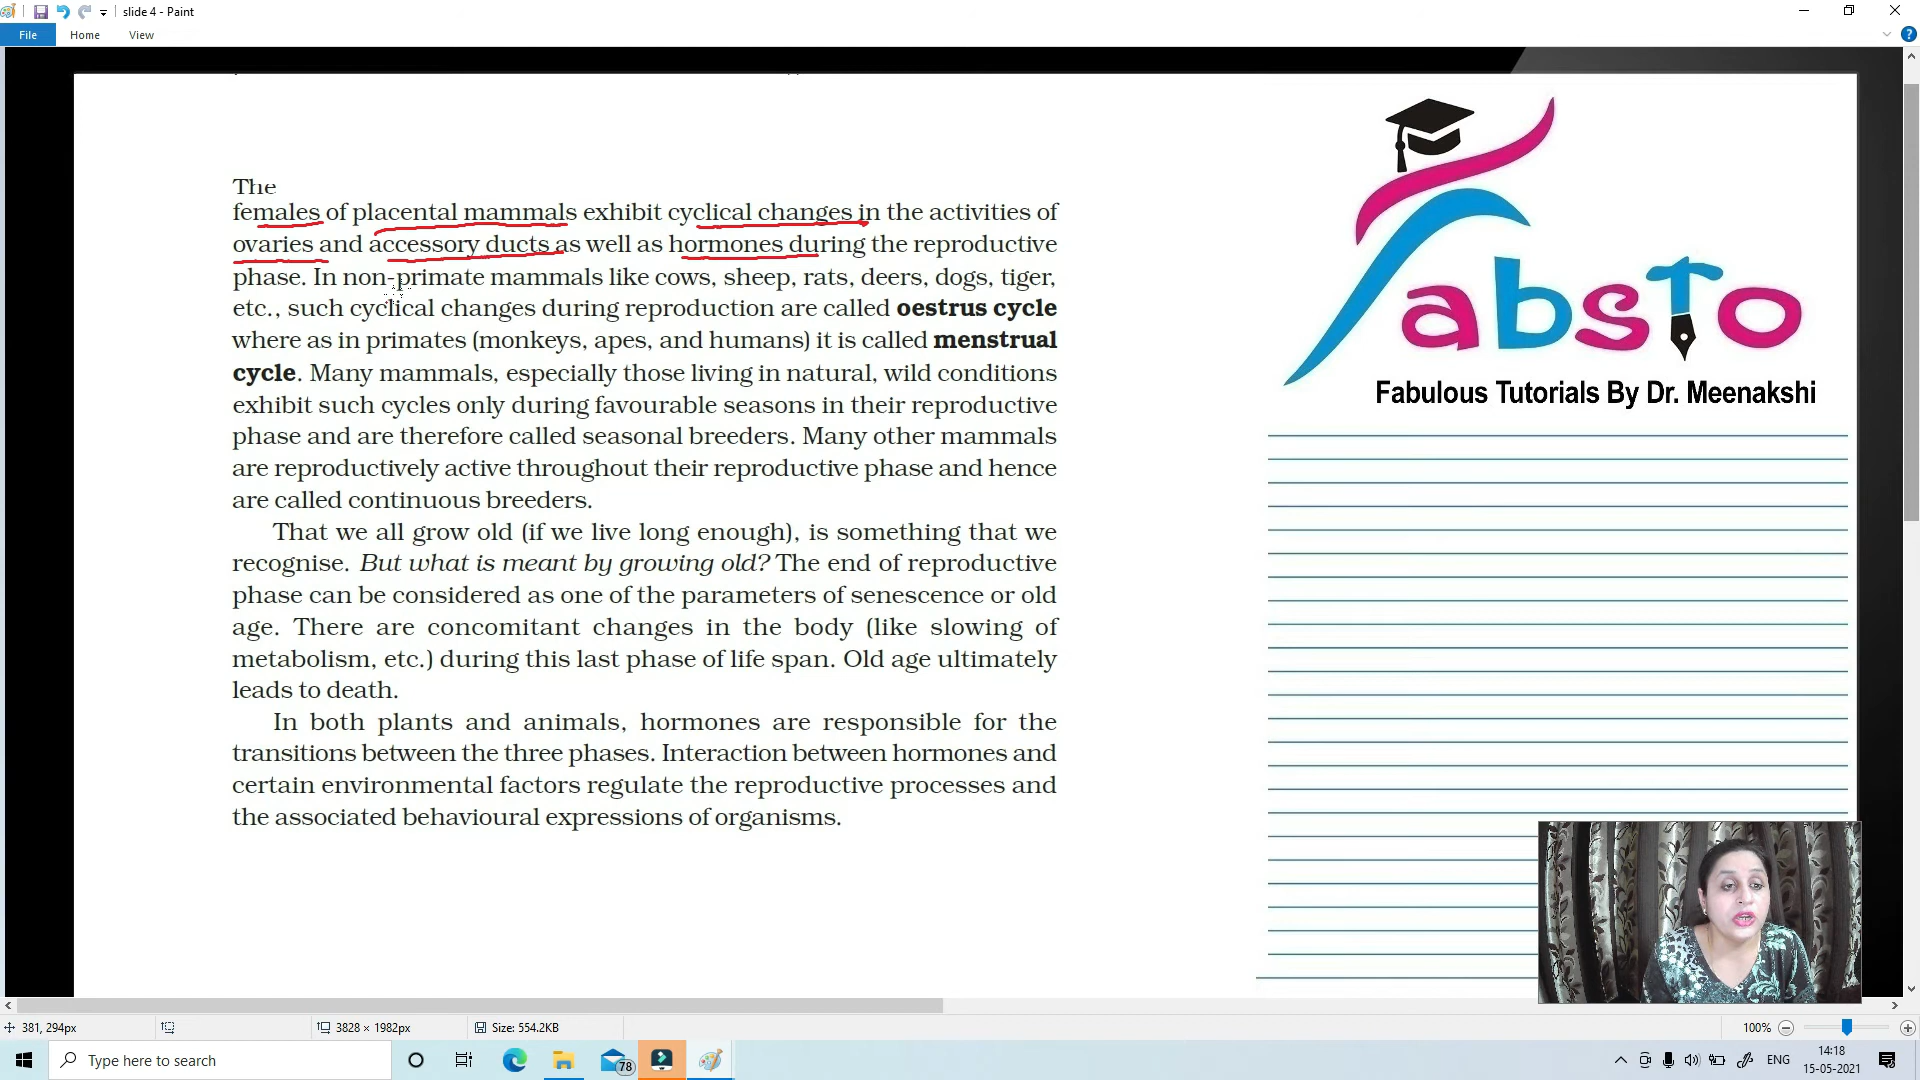 slide 4 - Paint
File Home View
The
females of placental mammals exhibit cyclical changes in the activities of
ovaries and accessory ducts as well as hormones during the reproductive
phase. In non-primate mammals like cows, sheep, rats, deers, dogs, tiger,
etc., such cyclical changes during reproduction are called oestrus cycle
where as in primates (monkeys, apes, and humans) it is called menstrual
cycle. Many mammals, especially those living in natural, wild conditions
exhibit such cycles only during favourable seasons in their reproductive
phase and are therefore called seasonal breeders. Many other mammals
are reproductively active throughout their reproductive phase and hence
are called continuous breeders.
That we all grow old (if we live long enough), is something that we
recognise. But what is meant by growing old? The end of reproductive
phase can be considered as one of the parameters of senescence or old
age. There are concomitant changes in the body (like slowing of
metabolism, etc.) during this last phase of life span. Old age ultimately
leads to death.
In both plants and animals, hormones are responsible for the
transitions between the three phases. Interaction between hormones and
certain environmental factors regulate the reproductive processes and
the associated behavioural expressions of organisms.
FabsTo
Fabulous Tutorials By Dr. Meenakshi
381, 294px 3828 × 1982px Size: 554.2KB 100%
Type here to search
78
ENG
14:18
15-05-2021